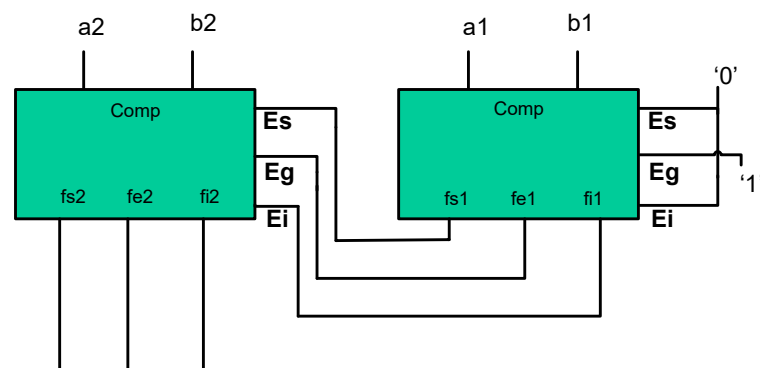 a2 b2 a1 b1
‘0’
Comp Comp
Es Es
Eg Eg
‘1’
fs2 fe2 fi2 fs1 fe1 fi1
Ei Ei